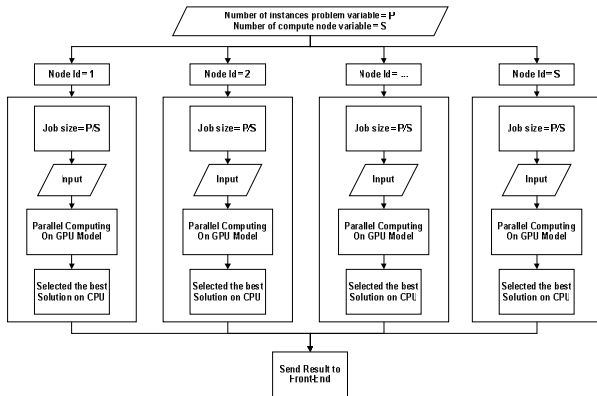 Number of instances problem variable= P
Number of compute node variable= S
Node Id= 1
Node Id= 2
Node Id= ...
Node Id= S
Job size= P/S
Job size= P/S
Job size= P/S
Job size= P/S
Input
Input
Input
Input
Parallel Computing
On GPU Model
Parallel Computing
On GPU Model
Parallel Computing
On GPU Model
Parallel Computing
On GPU Model
Selected the best
Solution on CPU
Selected the best
Solution on CPU
Selected the best
Solution on CPU
Selected the best
Solution on CPU
Send Result to
Front-End